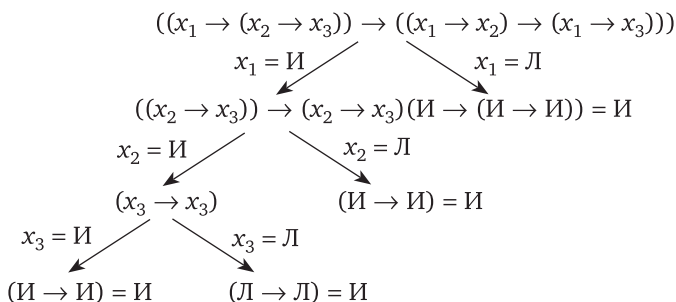 ((x₁ → (x₂ → x₃)) → ((x₁ → x₂) → (x₁ → x₃)))
x₁ = И x₁ = Л
((x₂ → x₃)) → (x₂ → x₃)(И → (И → И)) = И
x₂ = И x₂ = Л
(x₃ → x₃) (И → И) = И
x₃ = И x₃ = Л
(И → И) = И (Л → Л) = И